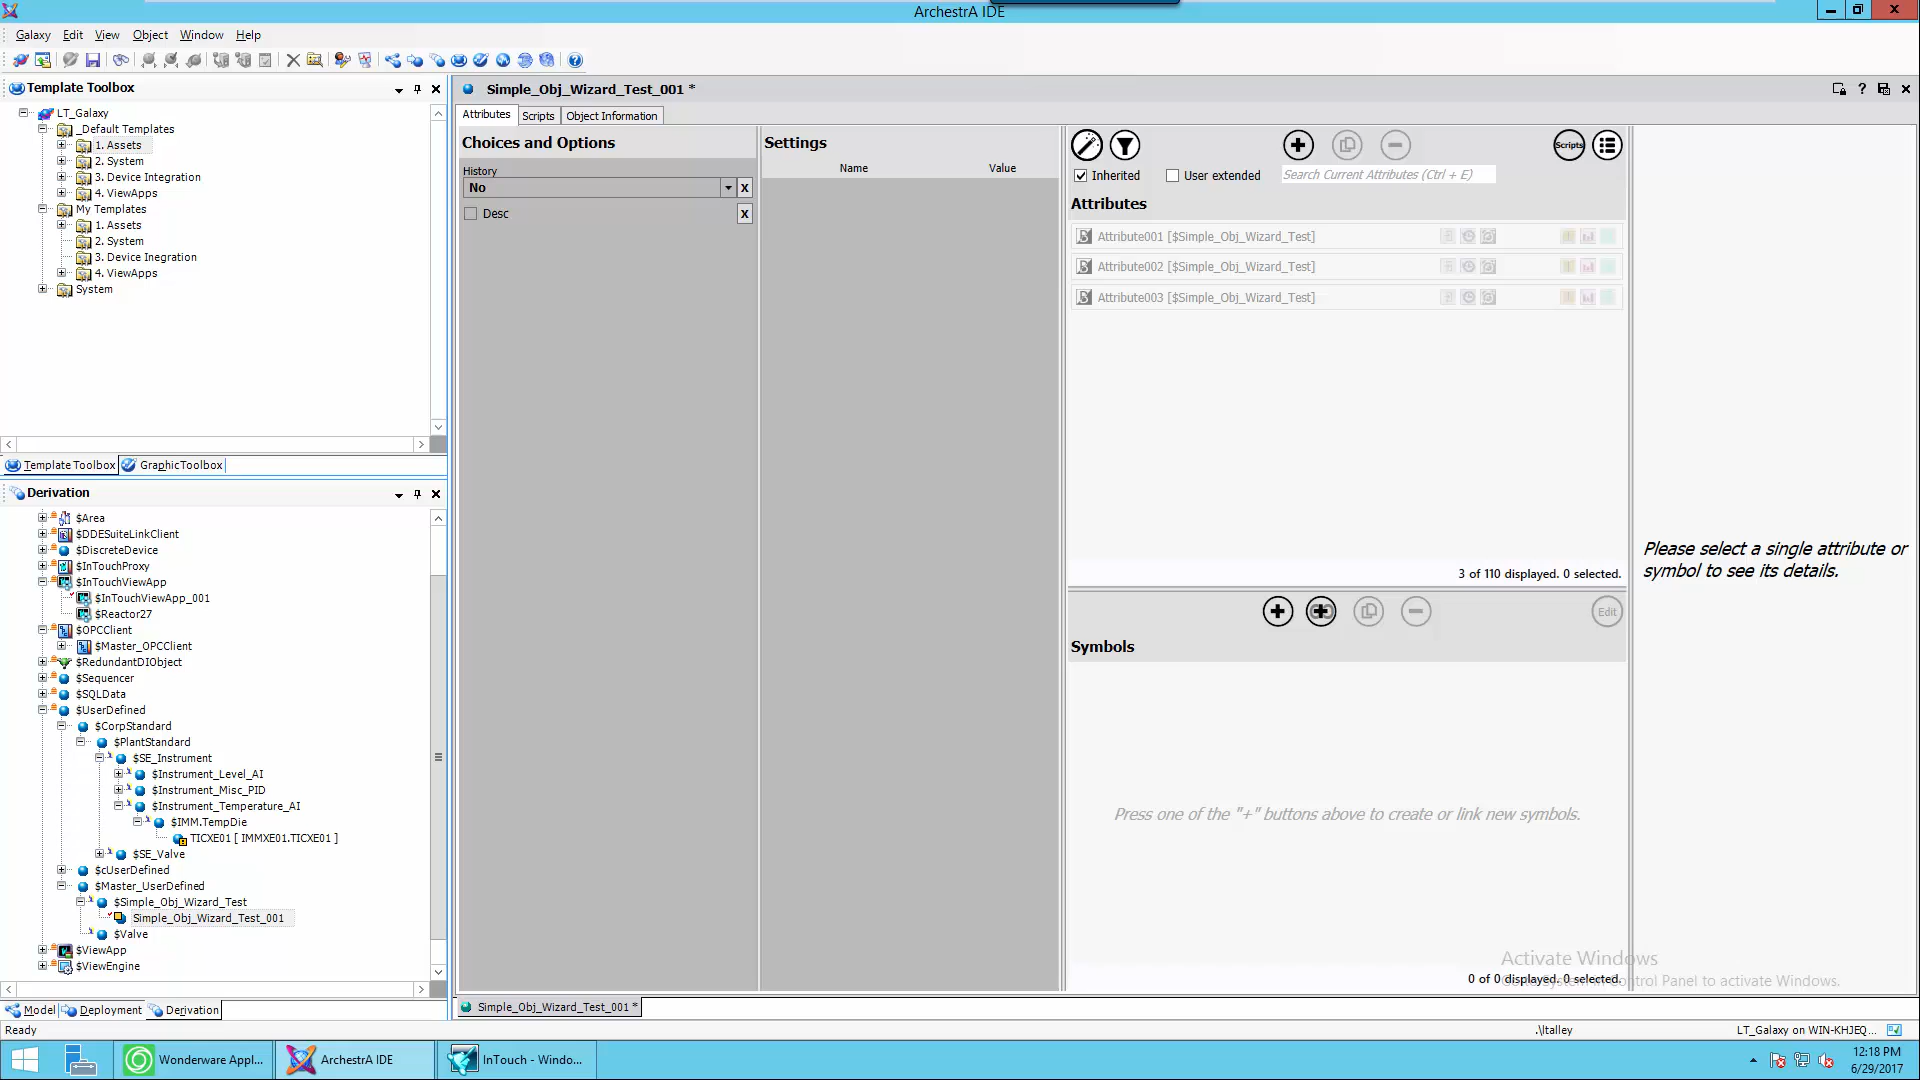 ArchestrA IDE
Galaxy Edit View Object Window Help
Template Toolbox
LT_Galaxy
_Default Templates
1. Assets
2. System
3. Device Integration
4. ViewApps
My Templates
1. Assets
2. System
3. Device Inegration
4. ViewApps
System
Template Toolbox GraphicToolbox
Derivation
$Area
$DDESuiteLinkClient
$DiscreteDevice
$InTouchProxy
$InTouchViewApp
$InTouchViewApp_001
$Reactor27
$OPCClient
$Master_OPCClient
$RedundantDIObject
$Sequencer
$SQLData
$UserDefined
$CorpStandard
$PlantStandard
$SE_Instrument
$Instrument_Level_AI
$Instrument_Misc_PID
$Instrument_Temperature_AI
$IMM.TempDie
TICXE01 [ IMMXE01.TICXE01 ]
$SE_Valve
$cUserDefined
$Master_UserDefined
$Simple_Obj_Wizard_Test
Simple_Obj_Wizard_Test_001
$Valve
$ViewApp
$ViewEngine
Model Deployment Derivation
Ready
Simple_Obj_Wizard_Test_001 *
Attributes Scripts Object Information
Choices and Options
History
No
x
Desc
x
Settings
Name Value
Scripts
Inherited User extended Search Current Attributes (Ctrl + E)
Attributes
Attribute001 [$Simple_Obj_Wizard_Test]
Attribute002 [$Simple_Obj_Wizard_Test]
Attribute003 [$Simple_Obj_Wizard_Test]
3 of 110 displayed. 0 selected.
Edit
Symbols
Press one of the "+" buttons above to create or link new symbols.
0 of 0 displayed. 0 selected.
Please select a single attribute or
symbol to see its details.
Activate Windows
Control Panel to activate Windows.
Simple_Obj_Wizard_Test_001 *
.\ltalley
LT_Galaxy on WIN-KHJEQ...
Wonderware Appl...
ArchestrA IDE
InTouch - Windo...
12:18 PM
6/29/2017